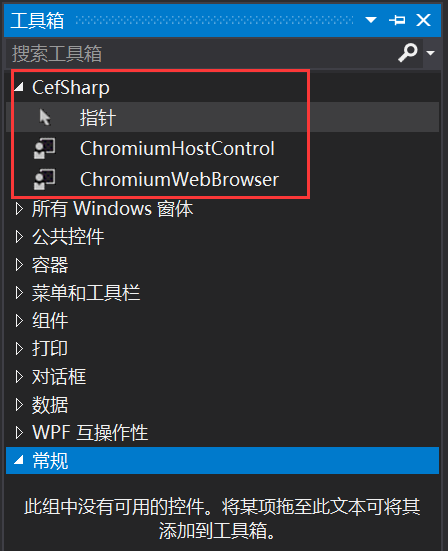 工具箱
搜索工具箱
CefSharp
指针
ChromiumHostControl
ChromiumWebBrowser
所有 Windows 窗体
公共控件
容器
菜单和工具栏
组件
打印
对话框
数据
WPF 互操作性
常规
此组中没有可用的控件。将某项拖至此文本可将其
添加到工具箱。